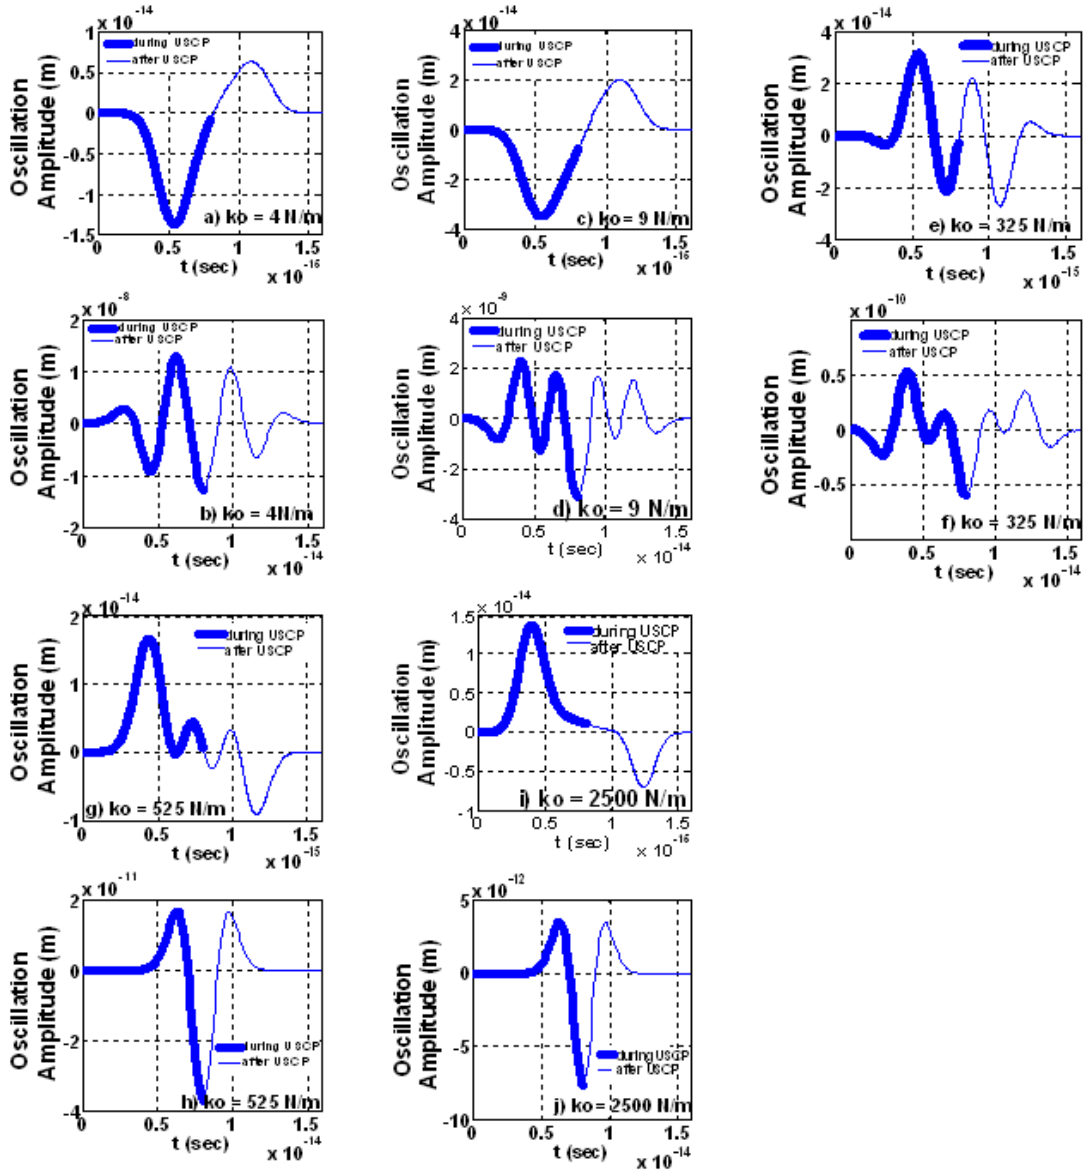 x 10 -14
1
0.5
0
-0.5
-1
-1.5
during USCP
after USCP
a) ko = 4 N/m
0 0.5 1 1.5
t (sec)
x 10 -15
Oscillation
Amplitude (m)
x 10 -14
4
2
0
-2
-4
during USCP
after USCP
c) ko = 9 N/m
0 0.5 1 1.5
t (sec)
x 10 -15
Oscillation
Amplitude (m)
x 10 -14
4
2
0
-2
-4
during USCP
after USCP
e) ko = 325 N/m
0 0.5 1 1.5
t (sec)
x 10 -15
Oscillation
Amplitude (m)
x 10 -8
2
1
0
-1
-2
during USCP
after USCP
b) ko = 4N/m
0 0.5 1 1.5
t (sec)
x 10 -14
Oscillation
Amplitude (m)
x 10 -9
4
2
0
-2
-4
during USCP
after USCP
d) ko = 9 N/m
0 0.5 1 1.5
t (sec)
x 10 -14
Oscillation
Amplitude (m)
x 10 -10
0.5
0
-0.5
during USCP
after USCP
f) ko = 325 N/m
0 0.5 1 1.5
t (sec)
x 10 -14
Oscillation
Amplitude (m)
x 10 -14
2
1
0
-1
during USCP
after USCP
g) ko = 525 N/m
0 0.5 1 1.5
t (sec)
x 10 -15
Oscillation
Amplitude (m)
x 10 -14
1.5
1
0.5
0
-0.5
-1
during USCP
after USCP
i) ko = 2500 N/m
0 0.5 1 1.5
t (sec)
x 10 -15
Oscillation
Amplitude (m)
x 10 -11
2
0
-2
-4
during USCP
after USCP
h) ko = 525 N/m
0 0.5 1 1.5
t (sec)
x 10 -14
Oscillation
Amplitude (m)
x 10 -12
5
0
-5
-10
during USCP
after USCP
j) ko = 2500 N/m
0 0.5 1 1.5
t (sec)
x 10 -14
Oscillation
Amplitude (m)